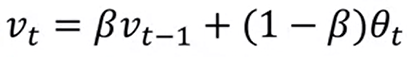 v_t = βv_{t−1} + (1 − β)θ_t